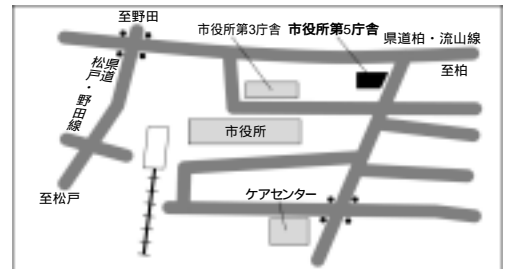 至野田
市役所第3庁舎
市役所第5庁舎
県道柏・流山線
至柏
県道
松戸・野田線
市役所
至松戸
ケアセンター